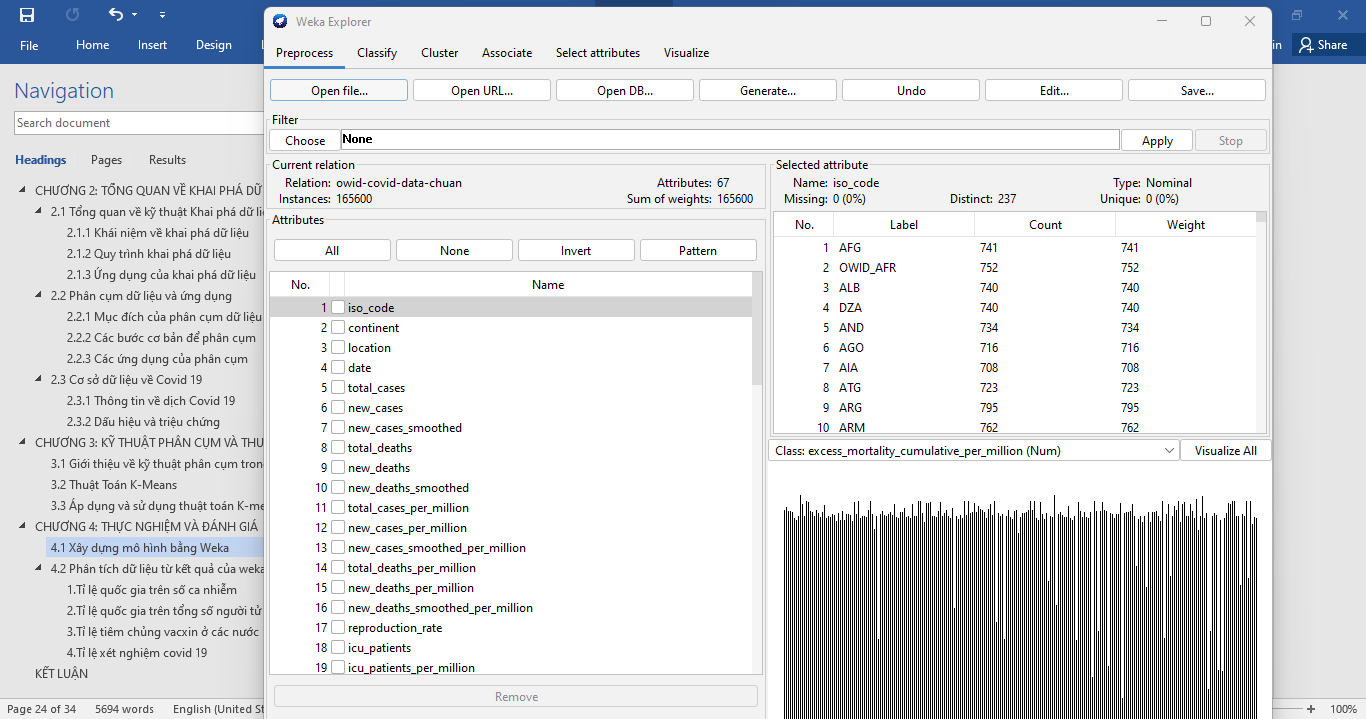 Weka Explorer
File
Home
Insert
Design
Share
Preprocess
Classify
Cluster
Associate
Select attributes
Visualize
Open file...
Open URL...
Open DB...
Generate...
Undo
Edit...
Save...
Filter
Choose
None
Apply
Stop
Navigation
Search document
Headings
Pages
Results
CHƯƠNG 2: TỔNG QUAN VỀ KHAI PHÁ DỮ
2.1 Tổng quan về kỹ thuật Khai phá dữ liệ
2.1.1 Khái niệm về khai phá dữ liệu
2.1.2 Quy trình khai phá dữ liệu
2.1.3 Ứng dụng của khai phá dữ liệu
2.2 Phân cụm dữ liệu và ứng dụng
2.2.1 Mục đích của phân cụm dữ liệu
2.2.2 Các bước cơ bản để phân cụm
2.2.3 Các ứng dụng của phân cụm
2.3 Cơ sở dữ liệu về Covid 19
2.3.1 Thông tin về dịch Covid 19
2.3.2 Dấu hiệu và triệu chứng
CHƯƠNG 3: KỸ THUẬT PHÂN CỤM VÀ THU
3.1 Giới thiệu về kỹ thuật phân cụm tron
3.2 Thuật Toán K-Means
3.3 Áp dụng và sử dụng thuật toán K-me
CHƯƠNG 4: THỰC NGHIỆM VÀ ĐÁNH GIÁ
4.1 Xây dựng mô hình bằng Weka
4.2 Phân tích dữ liệu từ kết quả của weka
1.Tỉ lệ quốc gia trên số ca nhiễm
2.Tỉ lệ quốc gia trên tổng số người tử
3.Tỉ lệ tiêm chủng vacxin ở các nước
4.Tỉ lệ xét nghiệm covid 19
KẾT LUẬN
Current relation
Relation: owid-covid-data-chuan
Attributes: 67
Instances: 165600
Sum of weights: 165600
Attributes
All
None
Invert
Pattern
No. Name
1 iso_code
2 continent
3 location
4 date
5 total_cases
6 new_cases
7 new_cases_smoothed
8 total_deaths
9 new_deaths
10 new_deaths_smoothed
11 total_cases_per_million
12 new_cases_per_million
13 new_cases_smoothed_per_million
14 total_deaths_per_million
15 new_deaths_per_million
16 new_deaths_smoothed_per_million
17 reproduction_rate
18 icu_patients
19 icu_patients_per_million
Remove
Selected attribute
Name: iso_code
Type: Nominal
Missing: 0 (0%)
Distinct: 237
Unique: 0 (0%)
No. Label Count Weight
1 AFG 741 741
2 OWID_AFR 752 752
3 ALB 740 740
4 DZA 740 740
5 AND 734 734
6 AGO 716 716
7 AIA 708 708
8 ATG 723 723
9 ARG 795 795
10 ARM 762 762
Class: excess_mortality_cumulative_per_million (Num)
Visualize All
Page 24 of 34
5694 words
English (United St
100%